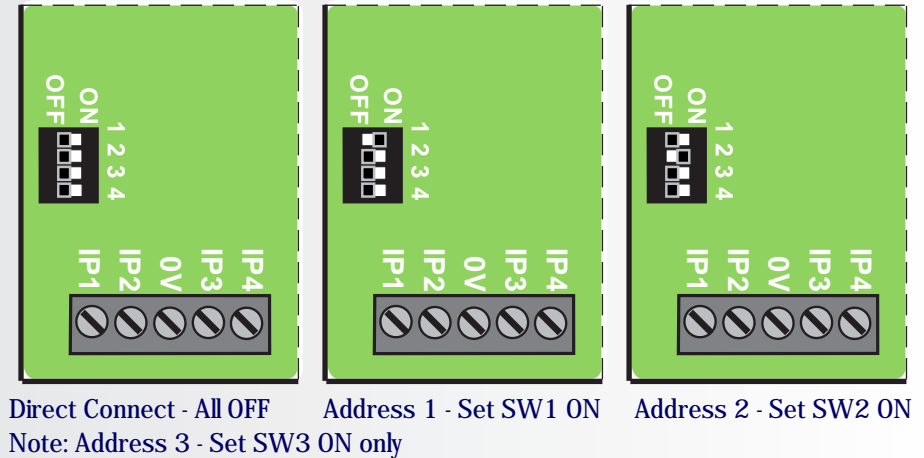 OFF ON
1 2 3 4
IP1 IP2 0V IP3 IP4
OFF ON
1 2 3 4
IP1 IP2 0V IP3 IP4
OFF ON
1 2 3 4
IP1 IP2 0V IP3 IP4
Direct Connect - All OFF
Address 1 - Set SW1 ON
Address 2 - Set SW2 ON
Note: Address 3 - Set SW3 ON only